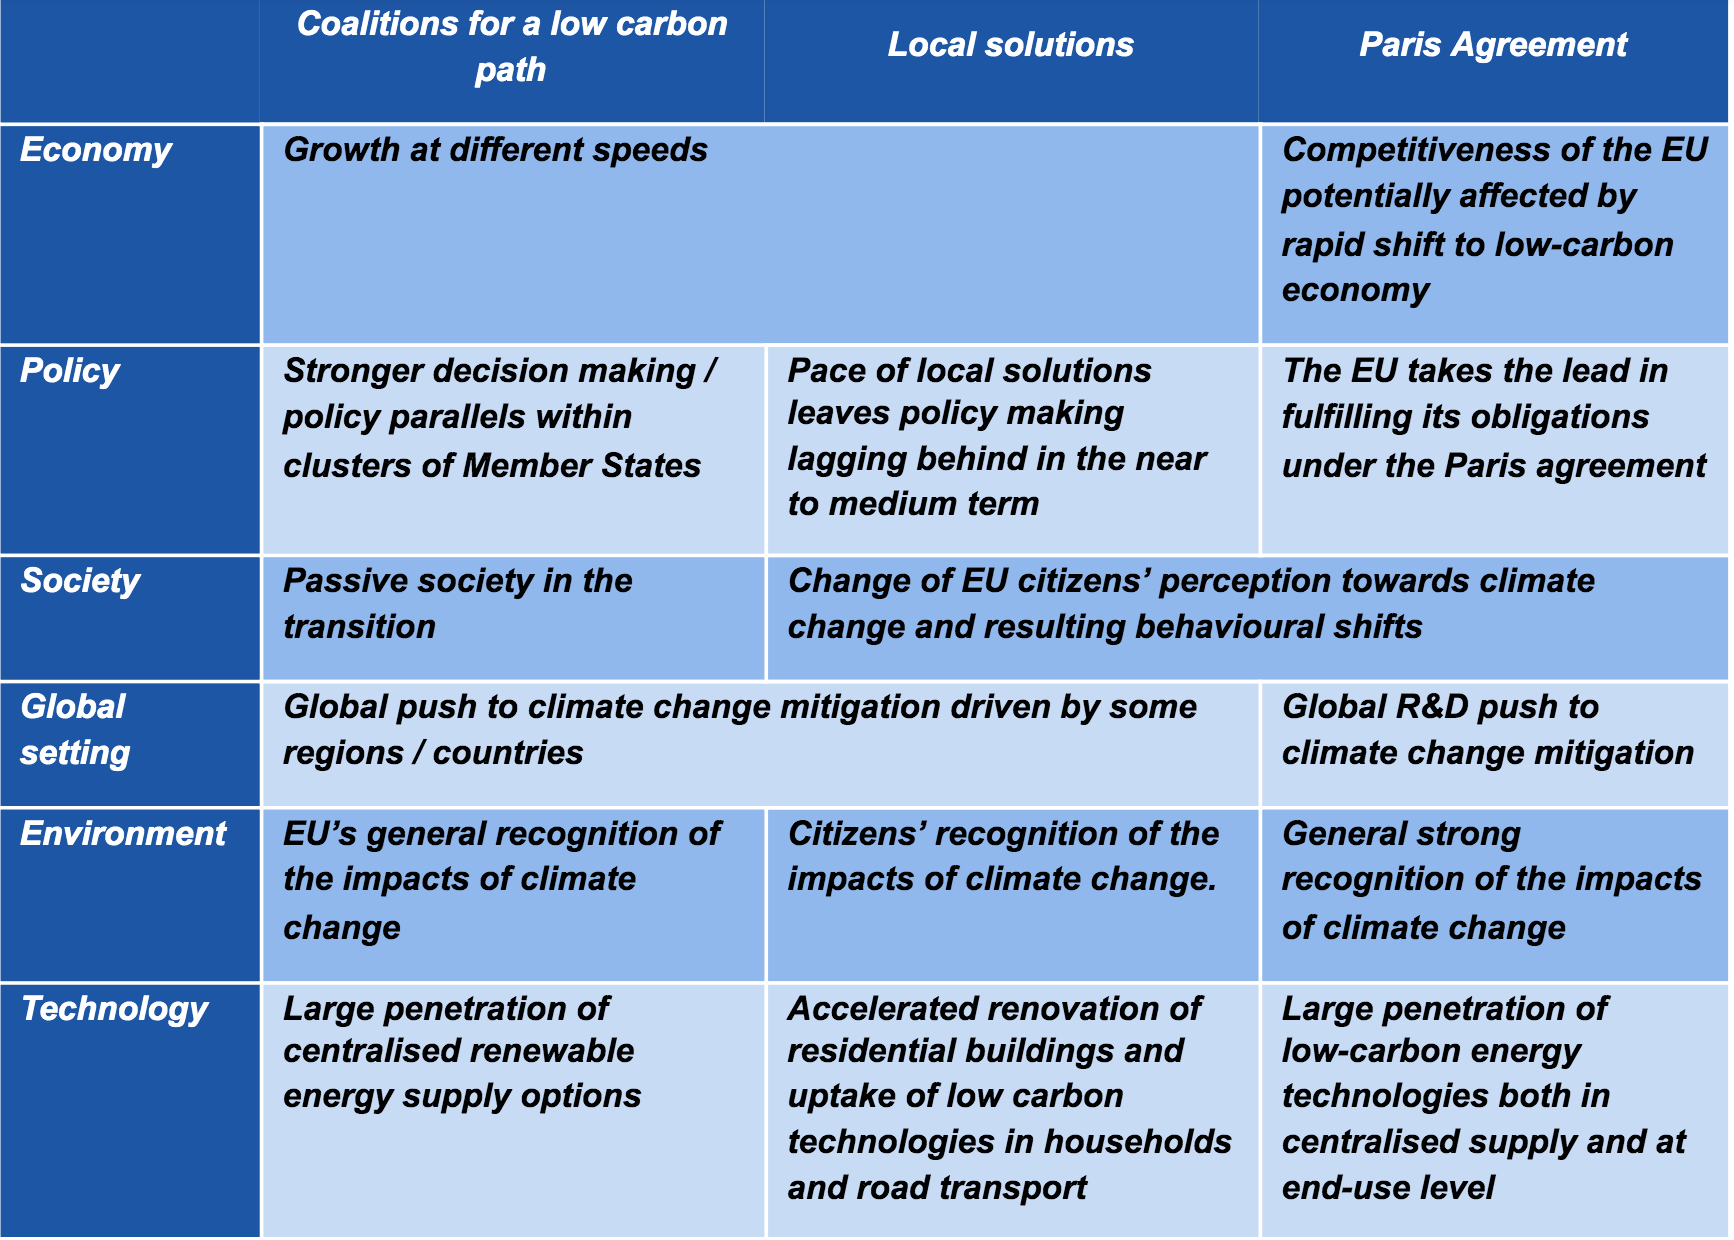 Coalitions for a low carbon
path
Local solutions
Paris Agreement
Economy
Growth at different speeds
Competitiveness of the EU
potentially affected by
rapid shift to low-carbon
economy
Policy
Stronger decision making /
policy parallels within
clusters of Member States
Pace of local solutions
leaves policy making
lagging behind in the near
to medium term
The EU takes the lead in
fulfilling its obligations
under the Paris agreement
Society
Passive society in the
transition
Change of EU citizens’ perception towards climate
change and resulting behavioural shifts
Global
setting
Global push to climate change mitigation driven by some
regions / countries
Global R&D push to
climate change mitigation
Environment
EU’s general recognition of
the impacts of climate
change
Citizens’ recognition of the
impacts of climate change.
General strong
recognition of the impacts
of climate change
Technology
Large penetration of
centralised renewable
energy supply options
Accelerated renovation of
residential buildings and
uptake of low carbon
technologies in households
and road transport
Large penetration of
low-carbon energy
technologies both in
centralised supply and at
end-use level